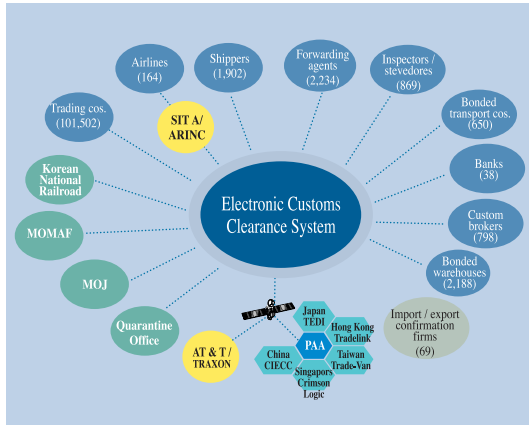 Airlines
(164)
Shippers
(1,902)
Forwarding
agents
(2,234)
Inspectors /
stevedores
(869)
Trading cos.
(101,502)
SIT A/
ARINC
Bonded
transport cos.
(650)
Korean
National
Railroad
Banks
(38)
Electronic Customs
Clearance System
MOMAF
Custom
brokers
(798)
MOJ
Bonded
warehouses
(2,188)
Quarantine
Office
AT & T /
TRAXON
Japan
TEDI
Hong Kong
Tradelink
PAA
China
CIECC
Taiwan
Trade-Van
Singapors
Crimson
Logic
Import / export
confirmation
firms
(69)